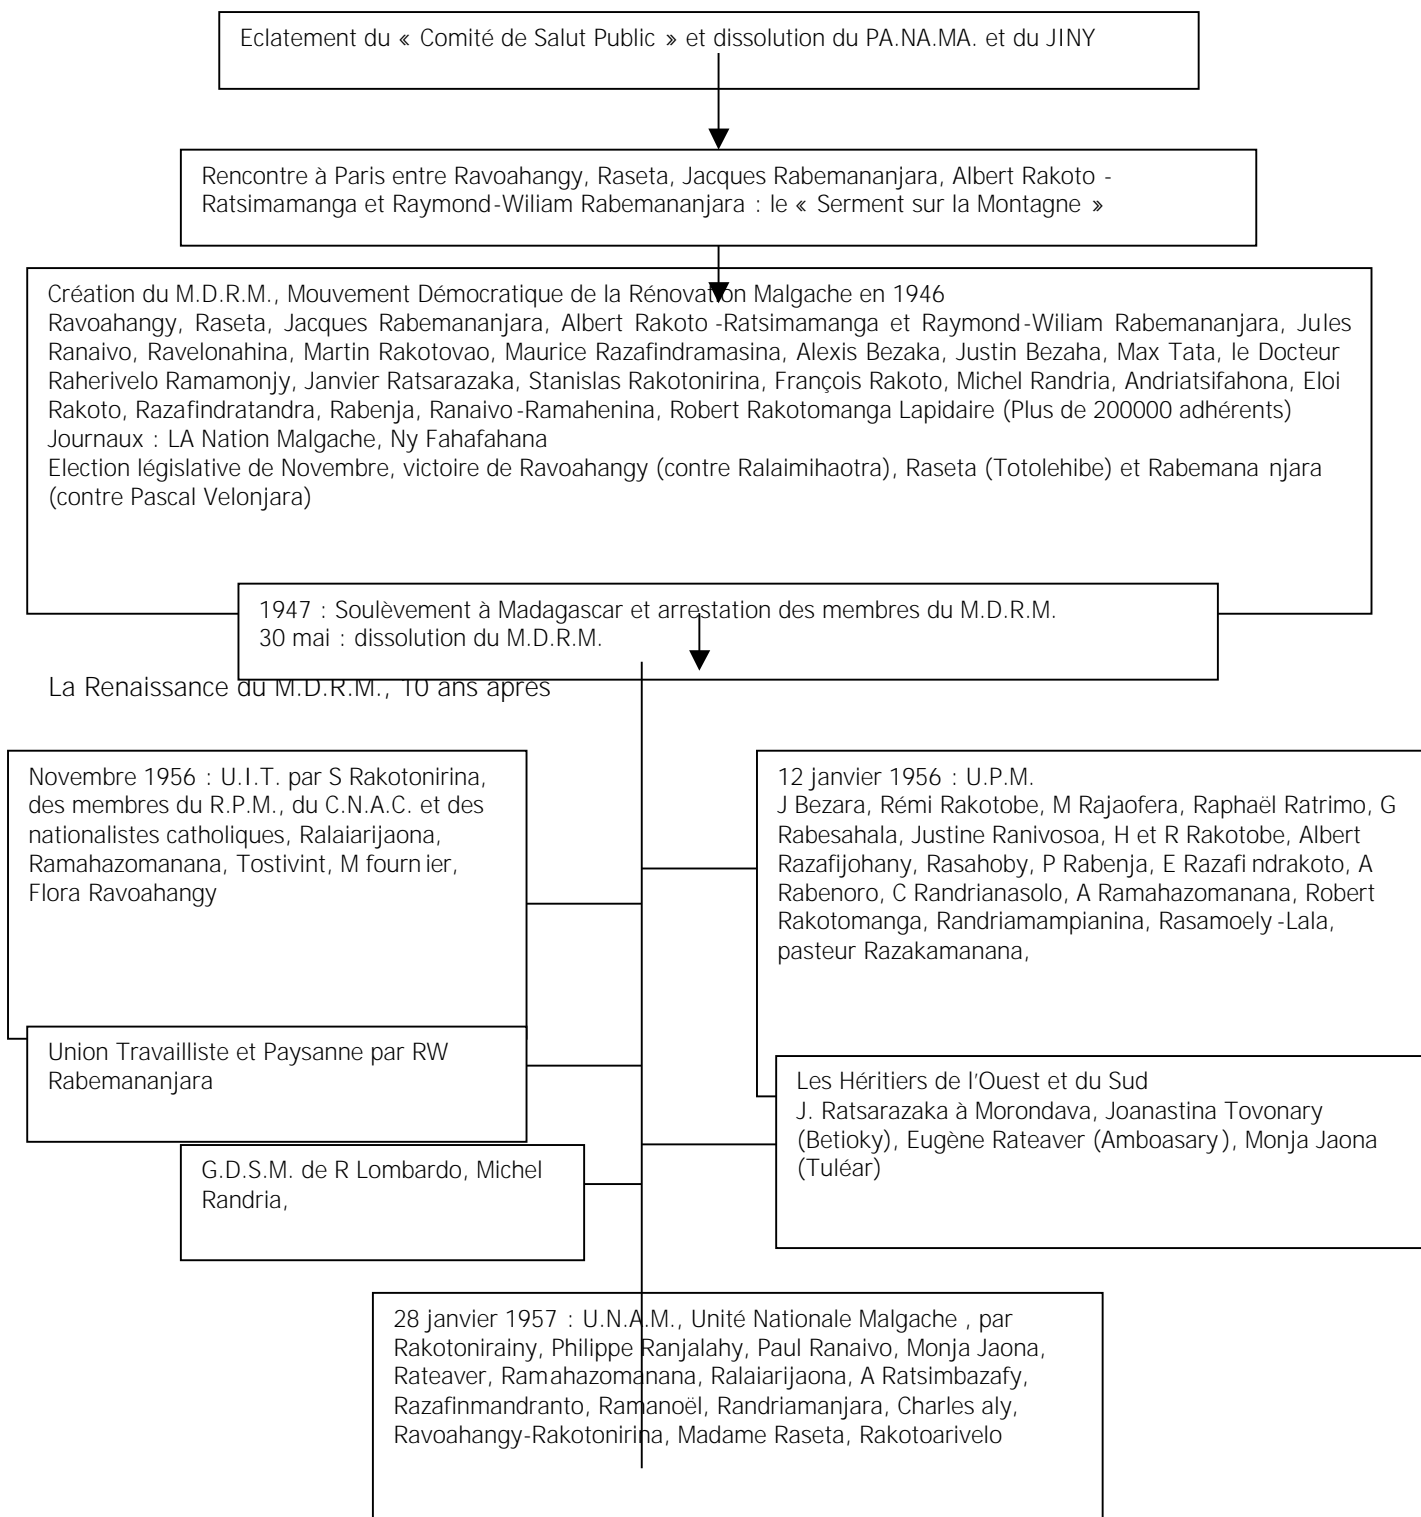 Eclatement du « Comité de Salut Public » et dissolution du PA.NA.MA. et du JINY
Rencontre à Paris entre Ravoahangy, Raseta, Jacques Rabemananjara, Albert Rakoto -
Ratsimamanga et Raymond-Wiliam Rabemananjara : le « Serment sur la Montagne »
Création du M.D.R.M., Mouvement Démocratique de la Rénovation Malgache en 1946
Ravoahangy, Raseta, Jacques Rabemananjara, Albert Rakoto -Ratsimamanga et Raymond-Wiliam Rabemananjara, Jules
Ranaivo, Ravelonahina, Martin Rakotovao, Maurice Razafindramasina, Alexis Bezaka, Justin Bezaha, Max Tata, le Docteur
Raherivelo Ramamonjy, Janvier Ratsarazaka, Stanislas Rakotonirina, François Rakoto, Michel Randria, Andriatsifahona, Eloi
Rakoto, Razafindratandra, Rabenja, Ranaivo-Ramahenina, Robert Rakotomanga Lapidaire (Plus de 200000 adhérents)
Journaux : LA Nation Malgache, Ny Fahafahana
Election législative de Novembre, victoire de Ravoahangy (contre Ralaimihaotra), Raseta (Totolehibe) et Rabemana njara
(contre Pascal Velonjara)
1947 : Soulèvement à Madagascar et arrestation des membres du M.D.R.M.
30 mai : dissolution du M.D.R.M.
La Renaissance du M.D.R.M., 10 ans après
Novembre 1956 : U.I.T. par S Rakotonirina,
des membres du R.P.M., du C.N.A.C. et des
nationalistes catholiques, Ralaiarijaona,
Ramahazomanana, Tostivint, M fourn ier,
Flora Ravoahangy
Union Travailliste et Paysanne par RW
Rabemananjara
G.D.S.M. de R Lombardo, Michel
Randria,
12 janvier 1956 : U.P.M.
J Bezara, Rémi Rakotobe, M Rajaofera, Raphaël Ratrimo, G
Rabesahala, Justine Ranivosoa, H et R Rakotobe, Albert
Razafijohany, Rasahoby, P Rabenja, E Razafi ndrakoto, A
Rabenoro, C Randrianasolo, A Ramahazomanana, Robert
Rakotomanga, Randriamampianina, Rasamoely -Lala,
pasteur Razakamanana,
Les Héritiers de l'Ouest et du Sud
J. Ratsarazaka à Morondava, Joanastina Tovonary
(Betioky), Eugène Rateaver (Amboasary), Monja Jaona
(Tuléar)
28 janvier 1957 : U.N.A.M., Unité Nationale Malgache , par
Rakotonirainy, Philippe Ranjalahy, Paul Ranaivo, Monja Jaona,
Rateaver, Ramahazomanana, Ralaiarijaona, A Ratsimbazafy,
Razafinmandranto, Ramanoël, Randriamanjara, Charles aly,
Ravoahangy-Rakotonirina, Madame Raseta, Rakotoarivelo